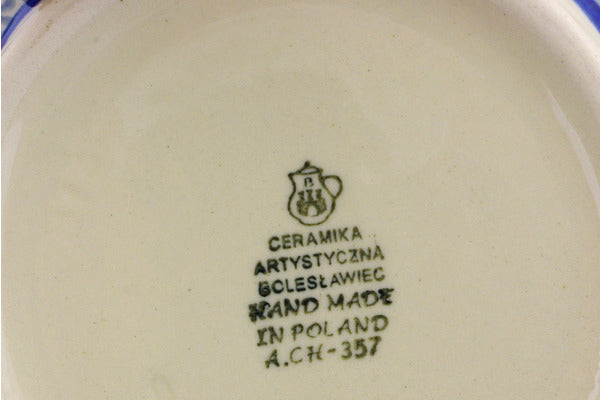 B
CERAMIKA
ARTYSTYCZNA
BOLESŁAWIEC
HAND MADE
IN POLAND
A.CH-357